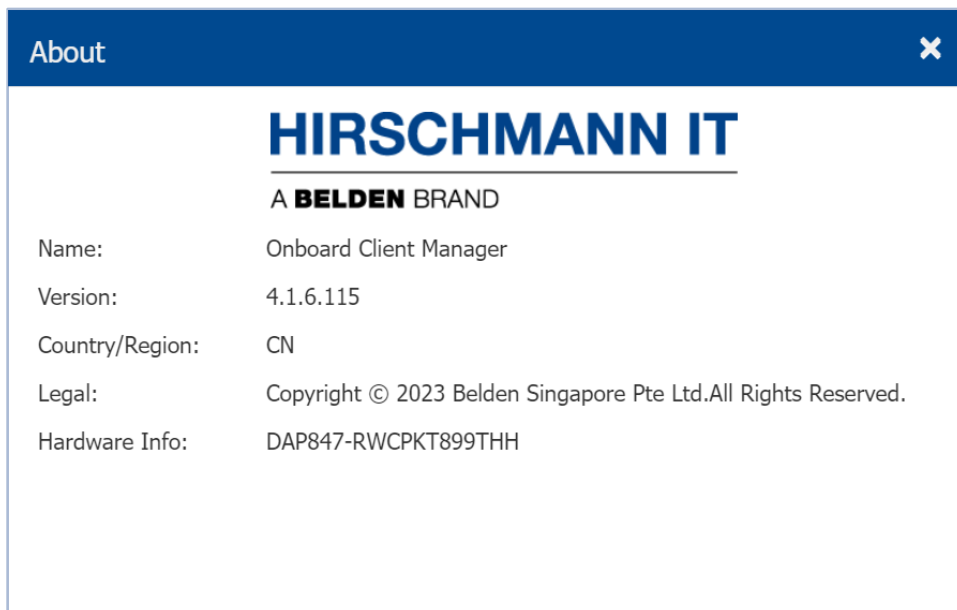 About
HIRSCHMANN IT
A BELDEN BRAND
Name: Onboard Client Manager
Version: 4.1.6.115
Country/Region: CN
Legal: Copyright © 2023 Belden Singapore Pte Ltd.All Rights Reserved.
Hardware Info: DAP847-RWCPKT899THH